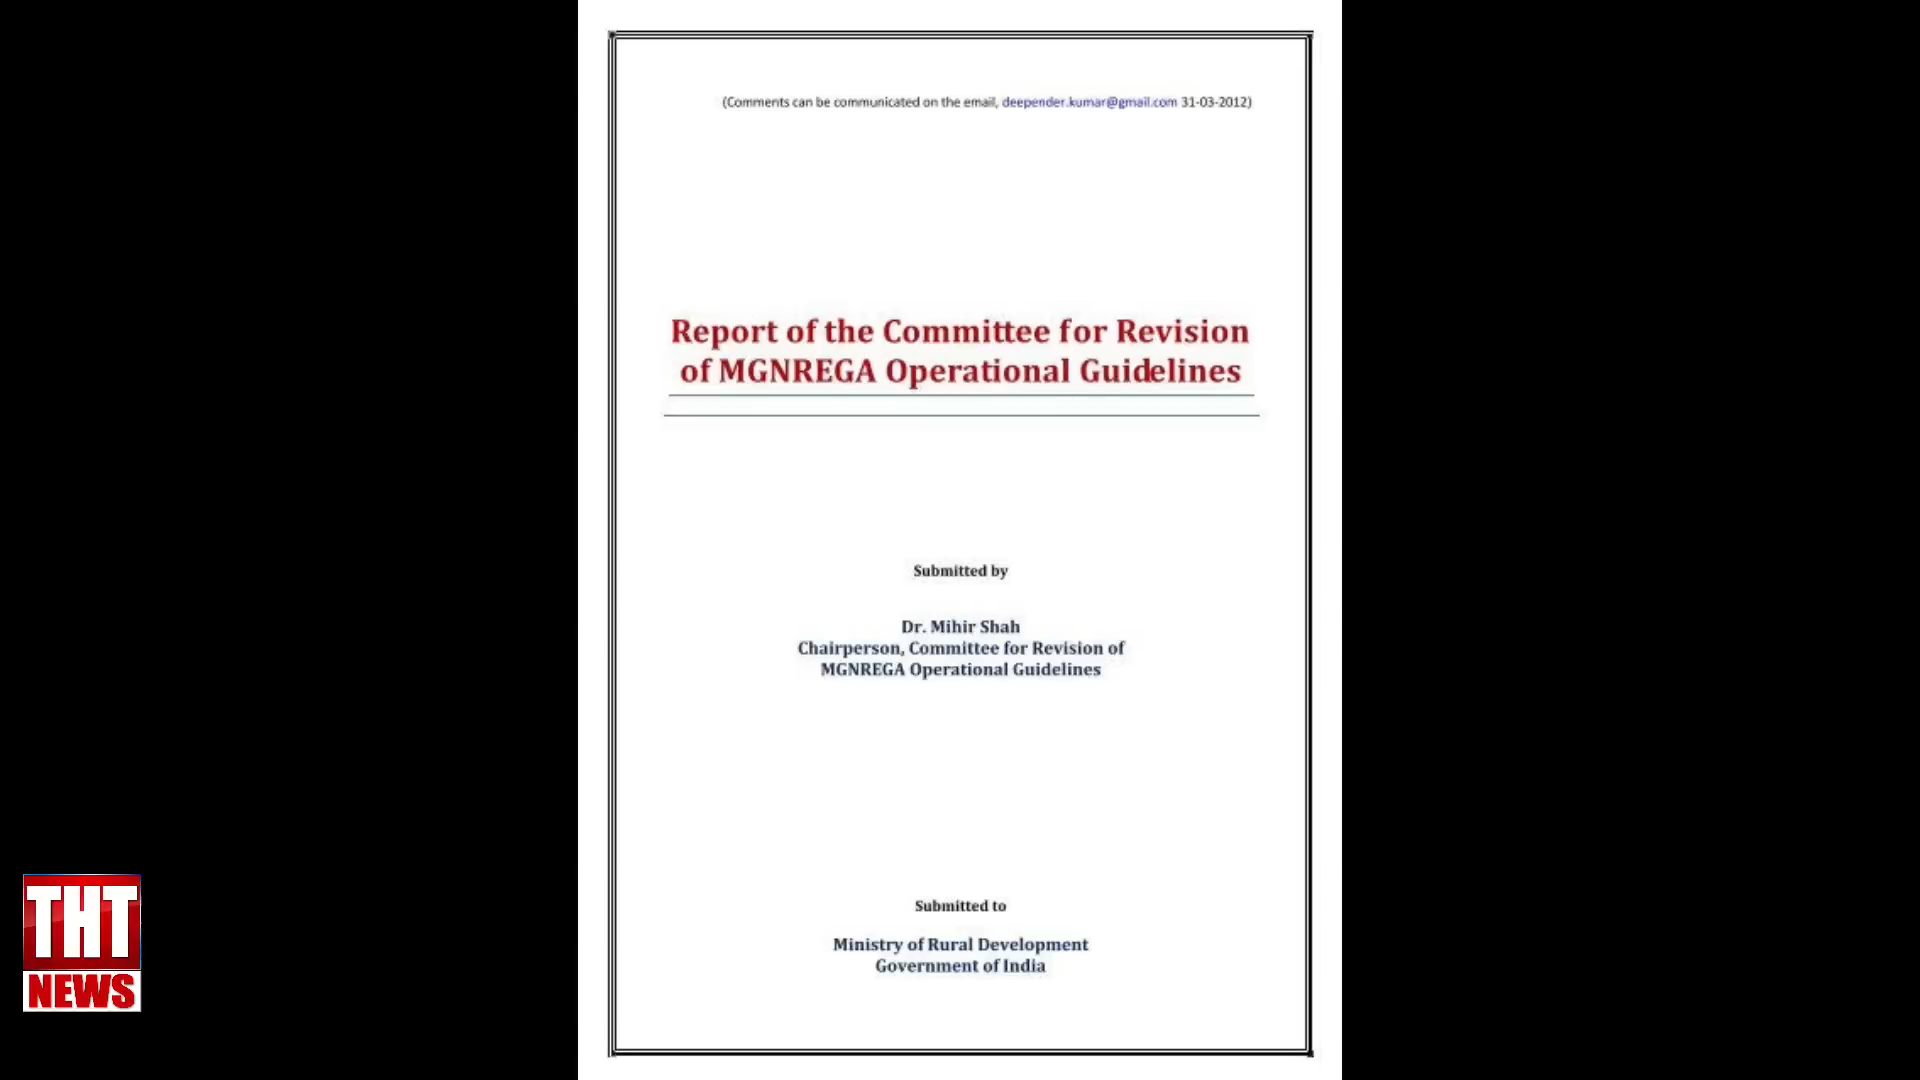 (Comments can be communicated on the email, deepender.kumar@gmail.com 31-03-2012)
Report of the Committee for Revision
of MGNREGA Operational Guidelines
Submitted by
Dr. Mihir Shah
Chairperson, Committee for Revision of
MGNREGA Operational Guidelines
Submitted to
Ministry of Rural Development
Government of India
THT
NEWS